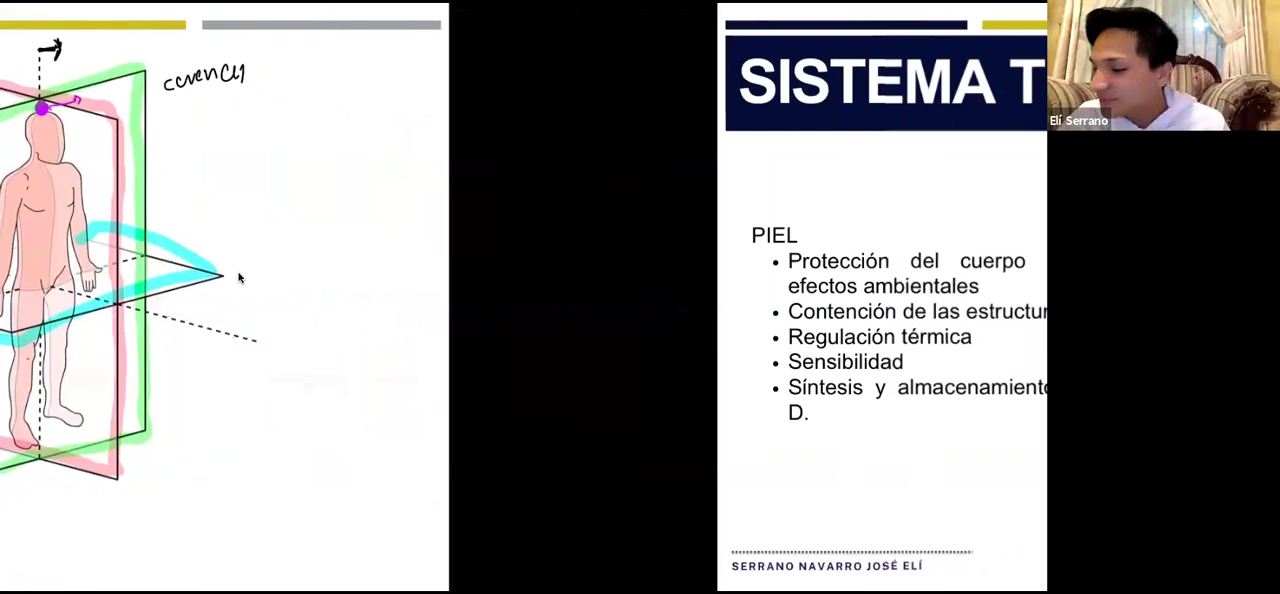 SISTEMA T
Elí Serrano
PIEL
• Protección del cuerpo
efectos ambientales
• Contención de las estructur
• Regulación térmica
• Sensibilidad
• Síntesis y almacenamiento
D.
SERRANO NAVARRO JOSÉ ELÍ